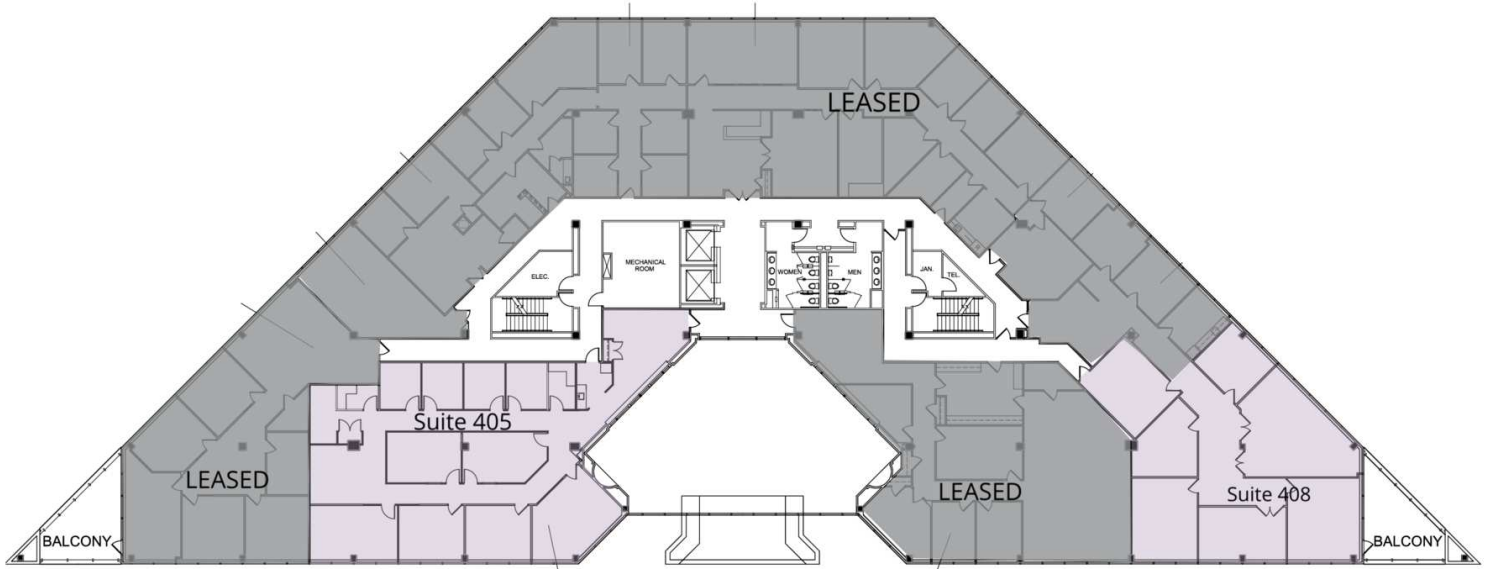 LEASED
ELEC.
MECHANICAL
ROOM
WOMEN
MEN
JAN.
TEL.
Suite 405
LEASED
LEASED
Suite 408
BALCONY
BALCONY